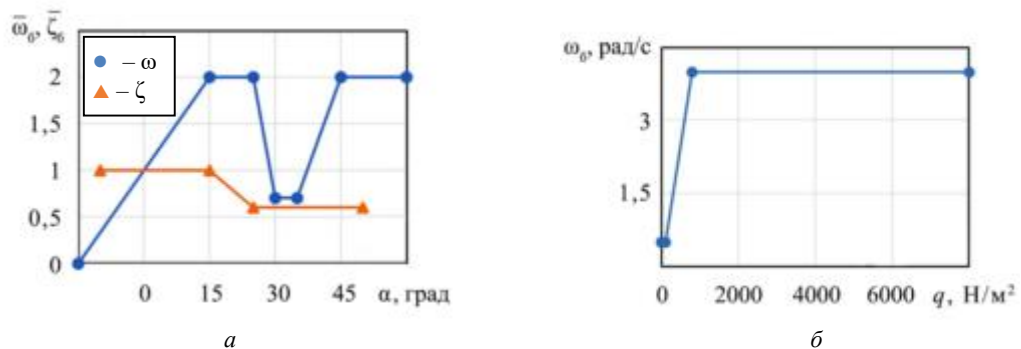 ω̅б, ζ̅б
– ω
– ζ
2
1,5
1
0,5
0
0 15 30 45 α, град
а
ωб, рад/с
3
1,5
0 2000 4000 6000 q, Н/м²
б